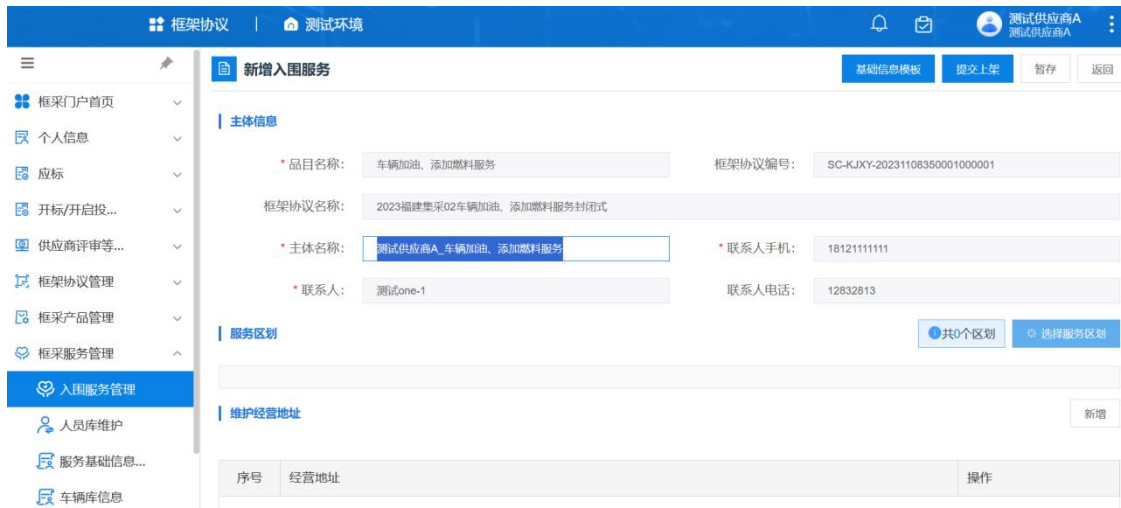 框架协议 | 测试环境
测试供应商A
测试供应商A
新增入围服务
基础信息模板 提交上架 暂存 返回
框采门户首页
个人信息
应标
开标/开启投...
供应商评审等...
框架协议管理
框采产品管理
框采服务管理
入围服务管理
人员库维护
服务基础信息...
车辆库信息
主体信息
* 品目名称： 车辆加油、添加燃料服务 框架协议编号： SC-KJXY-20231108350001000001
框架协议名称： 2023福建集采02车辆加油、添加燃料服务封闭式
* 主体名称： 测试供应商A_车辆加油、添加燃料服务 * 联系人手机： 18121111111
* 联系人： 测试one-1 联系人电话： 12832813
服务区划 共0个区划 选择服务区划
维护经营地址 新增
序号 经营地址 操作